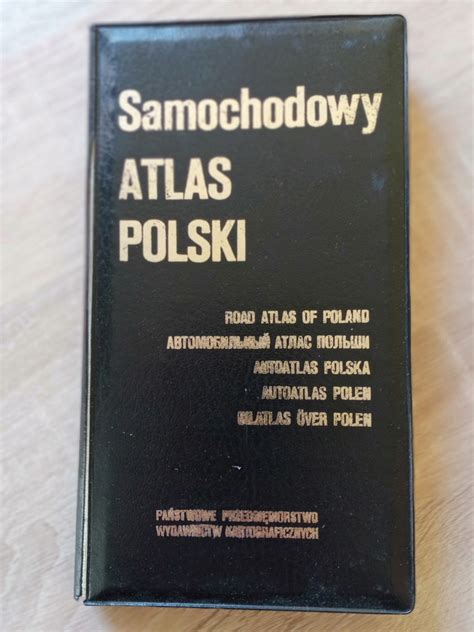 Samochodowy
ATLAS
POLSKI
ROAD ATLAS OF POLAND
АВТОМОБИЛЬНЫЙ АТЛАС ПОЛЬШИ
AUTOATLAS POLSKA
AUTOATLAS POLEN
BILATLAS ÖVER POLEN
PAŃSTWOWE PRZEDSIĘBIORSTWO
WYDAWNICTW KARTOGRAFICZNYCH